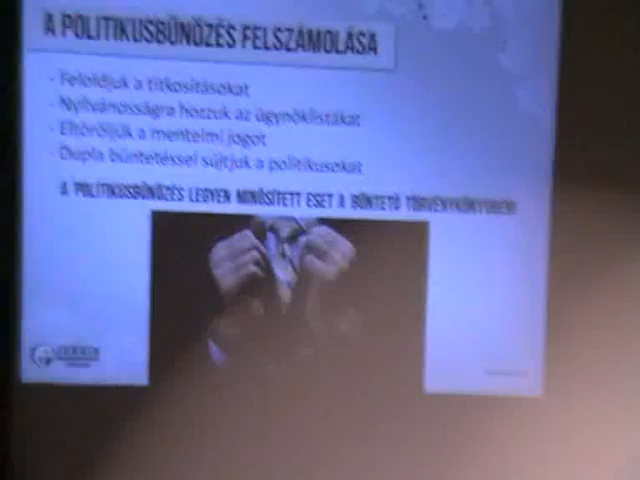 A POLITIKUSBŰNÖZÉS FELSZÁMOLÁSA
- Feloldjuk a titkosításokat
- Nyilvánosságra hozzuk az ügynöklistákat
- Eltöröljük a mentelmi jogot
- Dupla büntetéssel sújtjuk a politikusokat
A POLITIKUSBŰNÖZÉS LEGYEN MINŐSÍTETT ESET A BÜNTETŐ TÖRVÉNYKÖNYVBEN!
JOBBIK